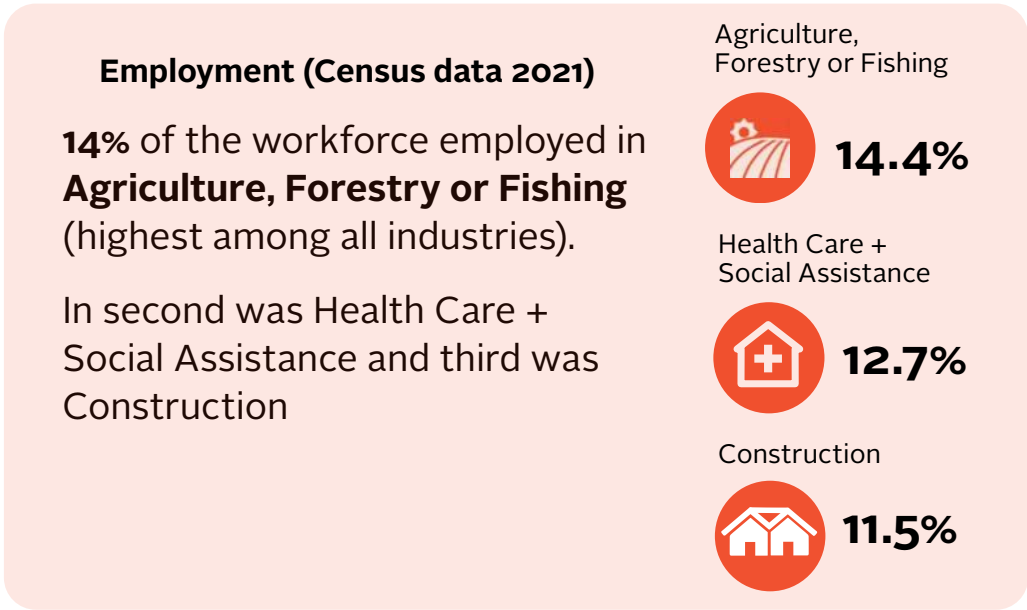 Employment (Census data 2021)
14% of the workforce employed in
Agriculture, Forestry or Fishing
(highest among all industries).
In second was Health Care +
Social Assistance and third was
Construction
Agriculture,
Forestry or Fishing
14.4%
Health Care +
Social Assistance
12.7%
Construction
11.5%